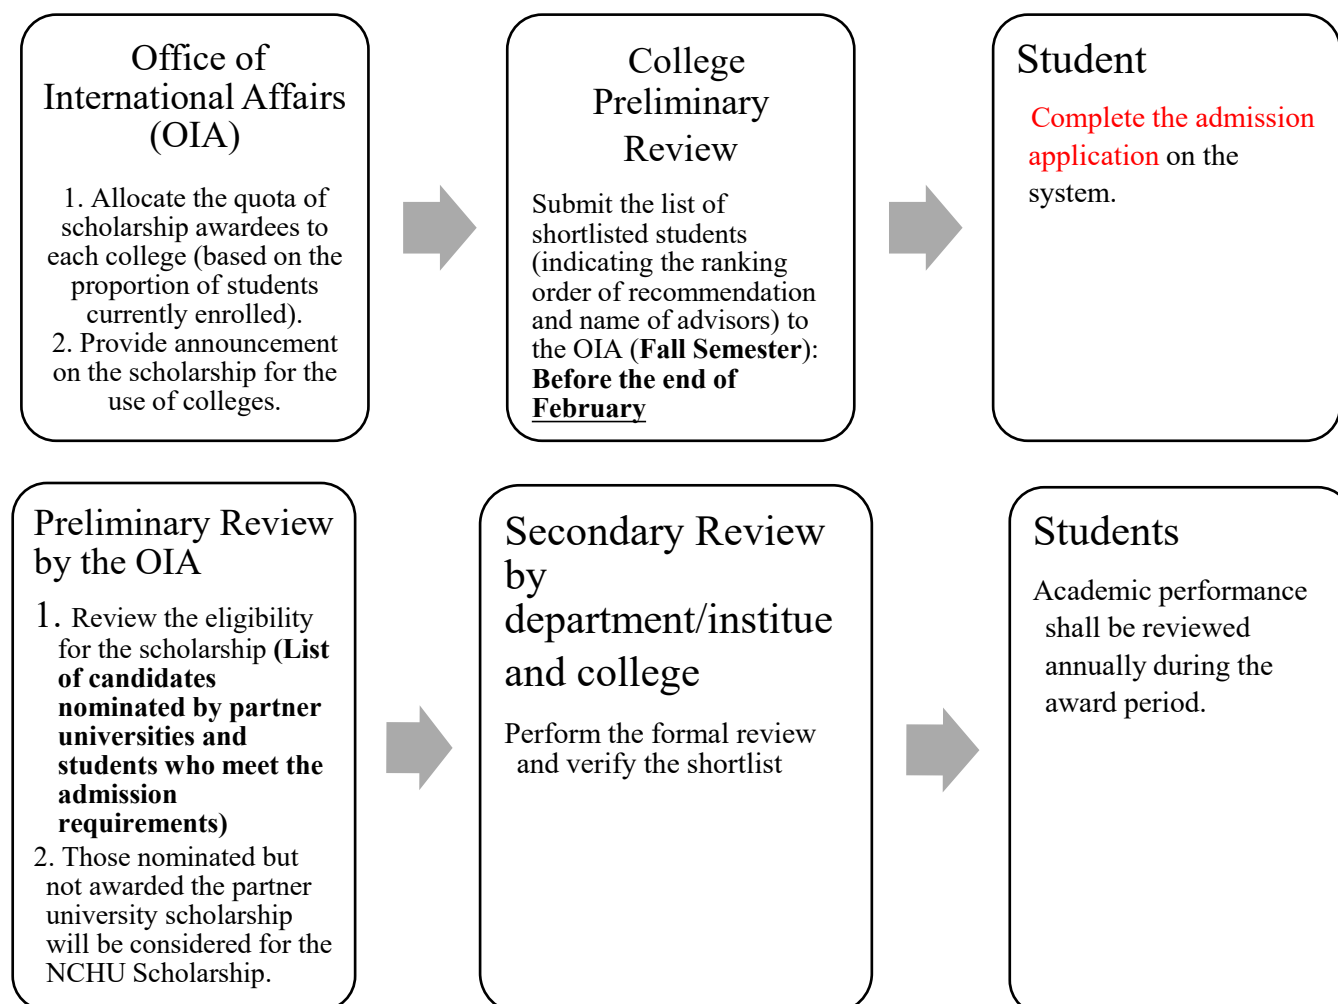 Office of
International Affairs
(OIA)
1. Allocate the quota of
scholarship awardees to
each college (based on the
proportion of students
currently enrolled).
2. Provide announcement
on the scholarship for the
use of colleges.
College
Preliminary
Review
Submit the list of
shortlisted students
(indicating the ranking
order of recommendation
and name of advisors) to
the OIA (Fall Semester):
Before the end of
February
Student
Complete the admission
application on the
system.
Preliminary Review
by the OIA
1. Review the eligibility
for the scholarship (List
of candidates
nominated by partner
universities and
students who meet the
admission
requirements)
2. Those nominated but
not awarded the partner
university scholarship
will be considered for the
NCHU Scholarship.
Secondary Review
by
department/institue
and college
Perform the formal review
and verify the shortlist
Students
Academic performance
shall be reviewed
annually during the
award period.